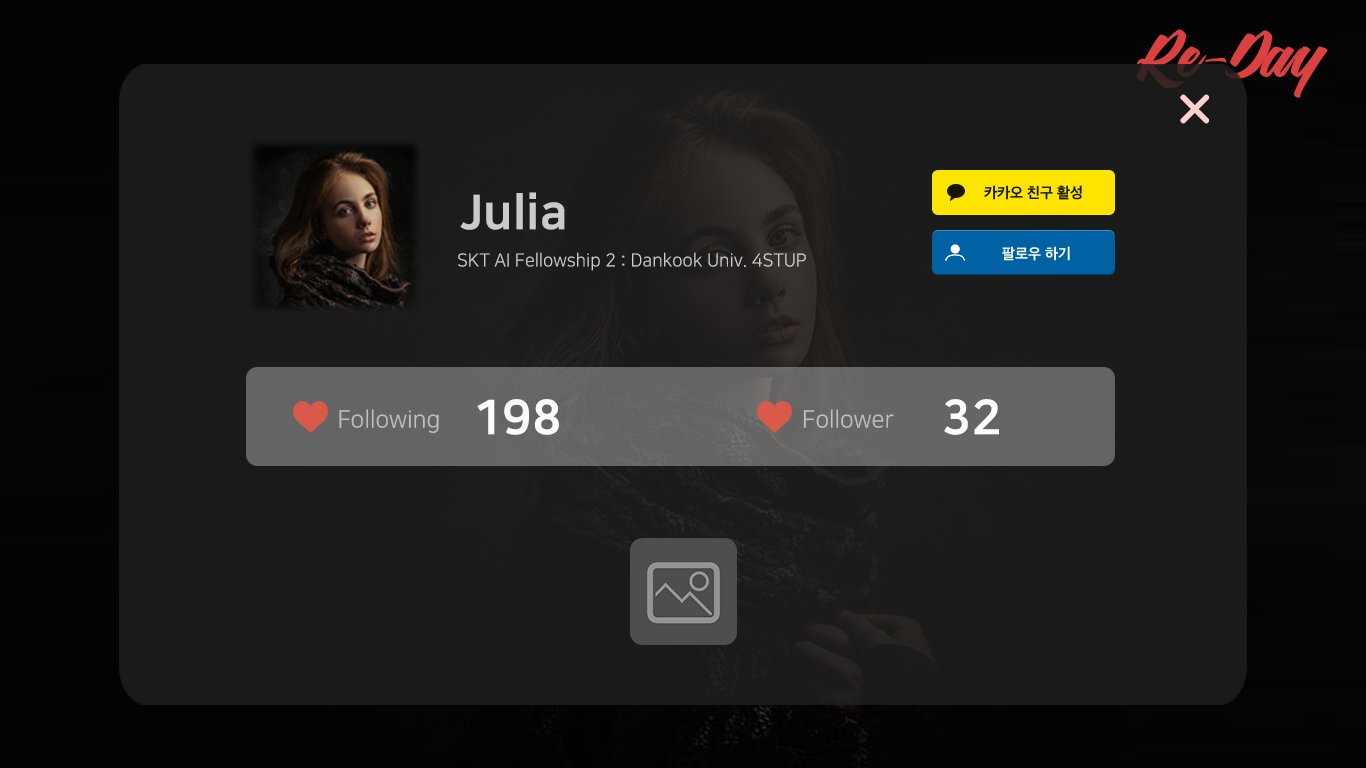 Re-Day
Julia
SKT AI Fellowship 2 : Dankook Univ. 4STUP
카카오 친구 활성
팔로우 하기
Following 198
Follower 32